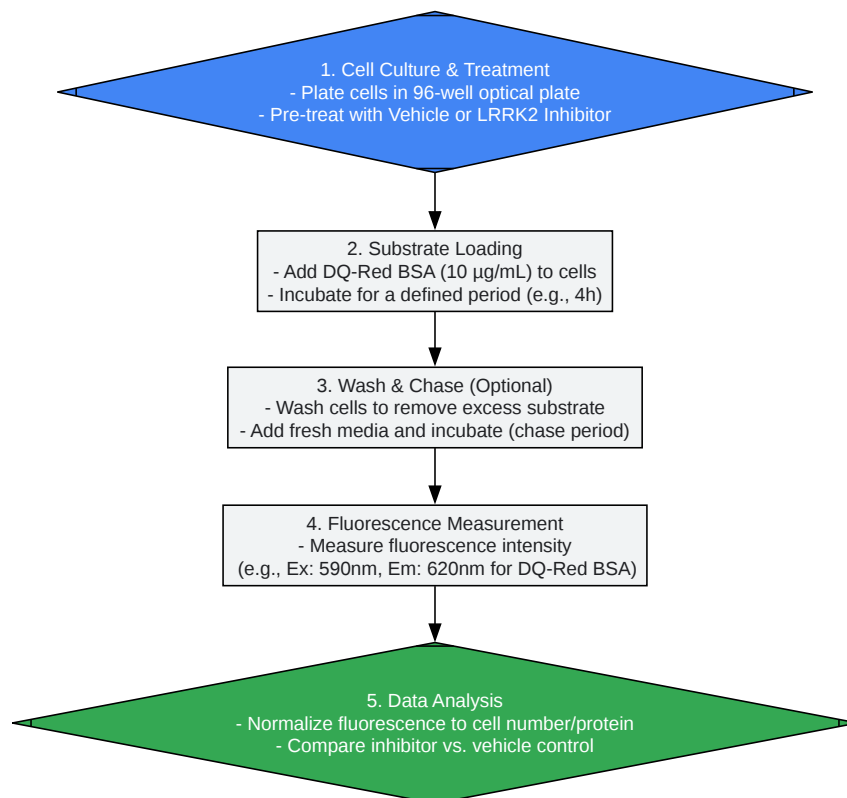 1. Cell Culture & Treatment
- Plate cells in 96-well optical plate
- Pre-treat with Vehicle or LRRK2 Inhibitor
2. Substrate Loading
- Add DQ-Red BSA (10 µg/mL) to cells
- Incubate for a defined period (e.g., 4h)
3. Wash & Chase (Optional)
- Wash cells to remove excess substrate
- Add fresh media and incubate (chase period)
4. Fluorescence Measurement
- Measure fluorescence intensity
(e.g., Ex: 590nm, Em: 620nm for DQ-Red BSA)
5. Data Analysis
- Normalize fluorescence to cell number/protein
- Compare inhibitor vs. vehicle control